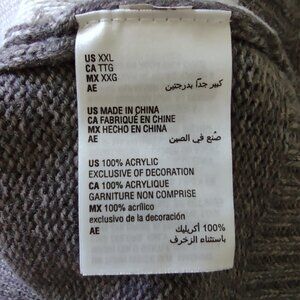 US XXL
CA TTG
MX XXG
AE كبير جدًا بدرجتين
US MADE IN CHINA
CA FABRIQUÉ EN CHINE
MX HECHO EN CHINA
AE صُنع في الصين
US 100% ACRYLIC
EXCLUSIVE OF DECORATION
CA 100% ACRYLIQUE
GARNITURE NON COMPRISE
MX 100% acrílico
exclusivo de la decoración
AE 100% أكريليك
باستثناء الزخرف